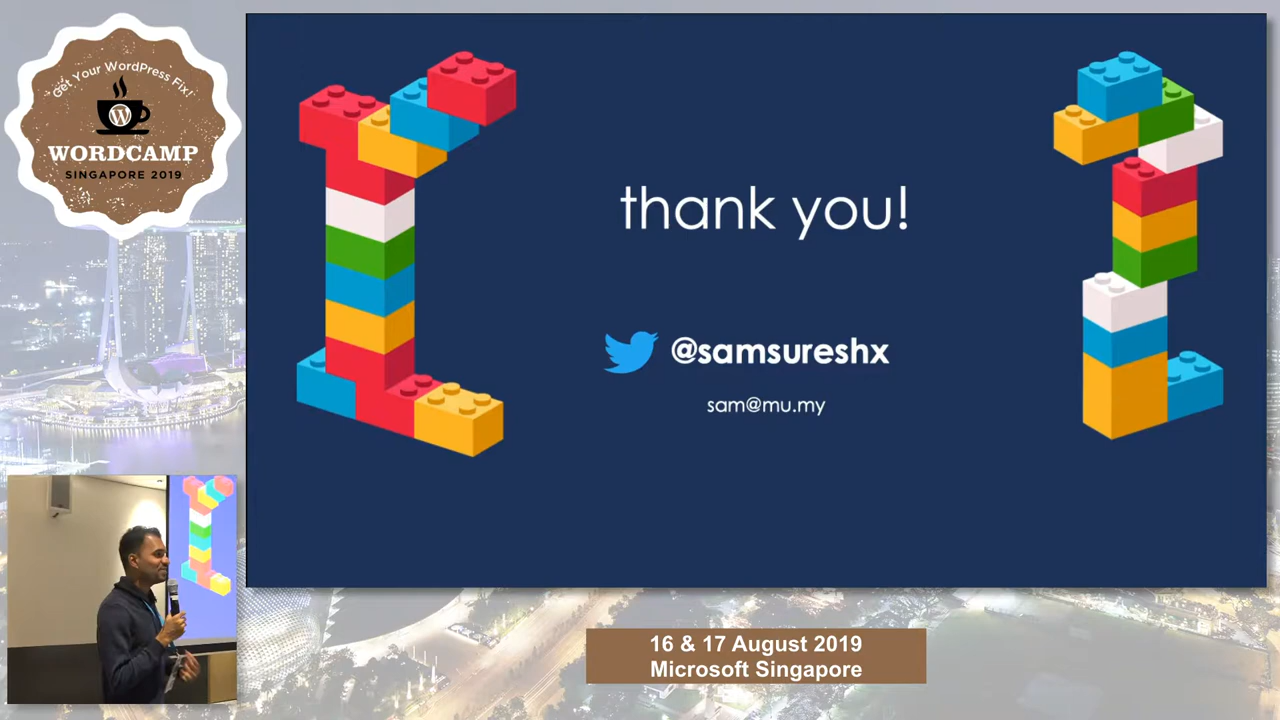 Get Your WordPress Fix!
W
WORDCAMP
SINGAPORE 2019
thank you!
@samsureshx
sam@mu.my
16 & 17 August 2019
Microsoft Singapore